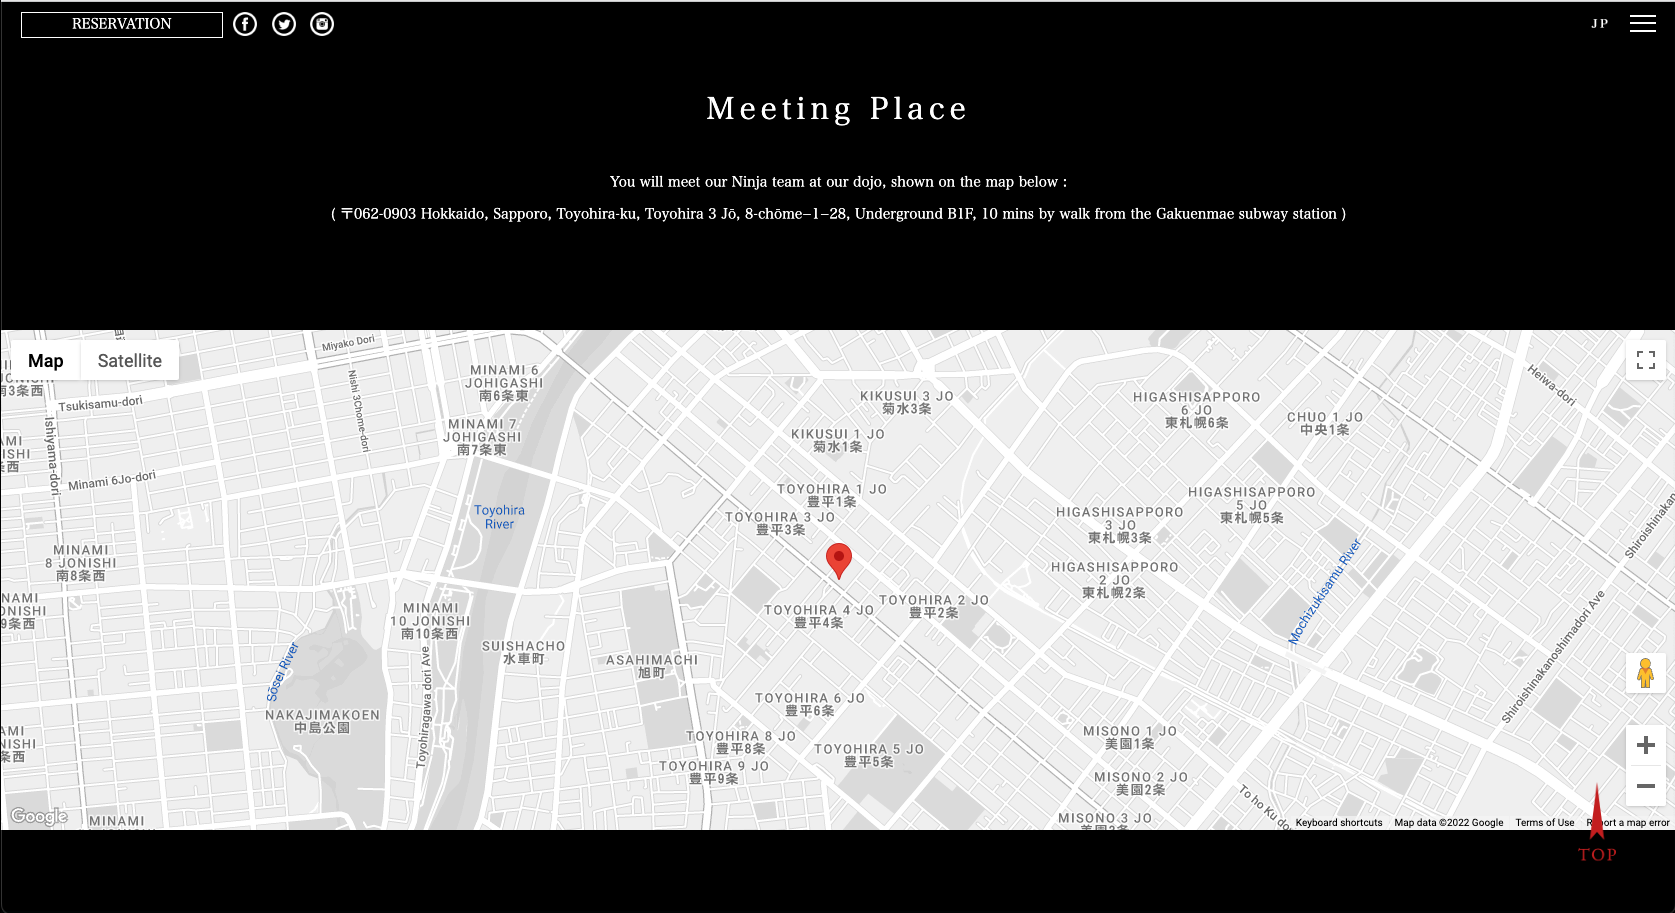 RESERVATION
JP
Meeting Place
You will meet our Ninja team at our dojo, shown on the map below :
( 〒062-0903 Hokkaido, Sapporo, Toyohira-ku, Toyohira 3 Jō, 8-chōme−1−28, Underground B1F, 10 mins by walk from the Gakuenmae subway station )
Map
Satellite
Miyako Dori
Tsukisamu-dori
Nishi 3Chome-dori
Ishiyama-dori
Minami 6Jo-dori
南3条西
MINAMI 6
JOHIGASHI
南6条東
MINAMI 7
JOHIGASHI
南7条東
Toyohira
River
MINAMI
8 JONISHI
南8条西
MINAMI
10 JONISHI
南10条西
SUISHACHO
水車町
Sōsei River
NAKAJIMAKOEN
中島公園
Toyohiragawa dori Ave
ASAHIMACHI
旭町
KIKUSUI 3 JO
菊水3条
KIKUSUI 1 JO
菊水1条
TOYOHIRA 1 JO
豊平1条
TOYOHIRA 3 JO
豊平3条
TOYOHIRA 4 JO
豊平4条
TOYOHIRA 2 JO
豊平2条
TOYOHIRA 6 JO
豊平6条
TOYOHIRA 8 JO
豊平8条
TOYOHIRA 5 JO
豊平5条
TOYOHIRA 9 JO
豊平9条
HIGASHISAPPORO
6 JO
東札幌6条
CHUO 1 JO
中央1条
Heiwa-dori
HIGASHISAPPORO
5 JO
東札幌5条
HIGASHISAPPORO
3 JO
東札幌3条
HIGASHISAPPORO
2 JO
東札幌2条
Mochizukisamu River
Shiroishinakanoshimadori Ave
Shiroishinakan
MISONO 1 JO
美園1条
MISONO 2 JO
美園2条
MISONO 3 JO
To ho Ku do
MINAMI
Google
Keyboard shortcuts
Map data ©2022 Google
Terms of Use
Report a map error
TOP